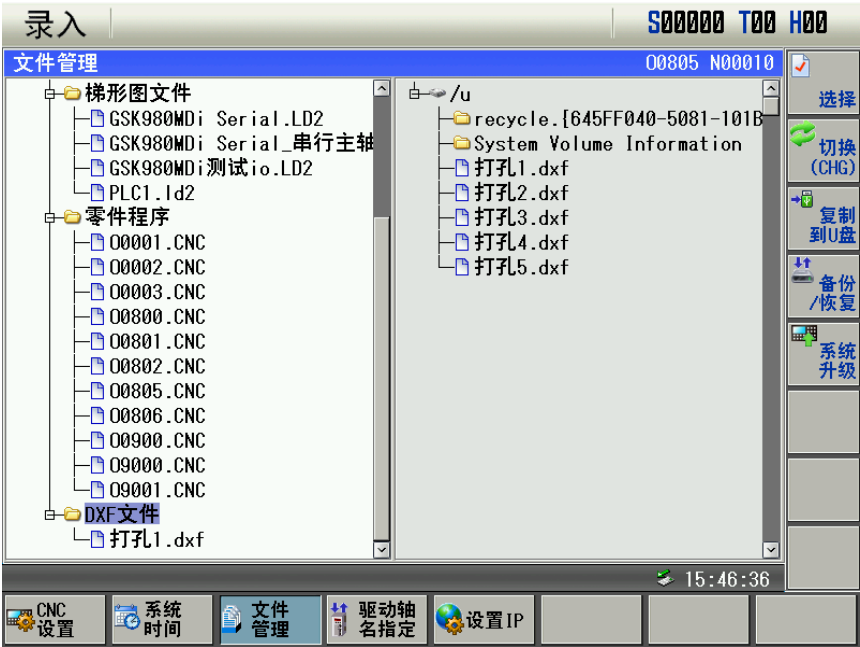 录入
S00000 T00 H00
文件管理
O0805 N00010
梯形图文件
GSK980MDi Serial.LD2
GSK980MDi Serial_串行主轴
GSK980MDi测试io.LD2
PLC1.ld2
零件程序
O0001.CNC
O0002.CNC
O0003.CNC
O0800.CNC
O0801.CNC
O0802.CNC
O0805.CNC
O0806.CNC
O0900.CNC
O9000.CNC
O9001.CNC
DXF文件
打孔1.dxf
/u
recycle.{645FF040-5081-101B
System Volume Information
打孔1.dxf
打孔2.dxf
打孔3.dxf
打孔4.dxf
打孔5.dxf
选择
切换
(CHG)
复制
到U盘
备份
/恢复
系统
升级
15:46:36
CNC
设置
系统
时间
文件
管理
驱动轴
名指定
设置IP